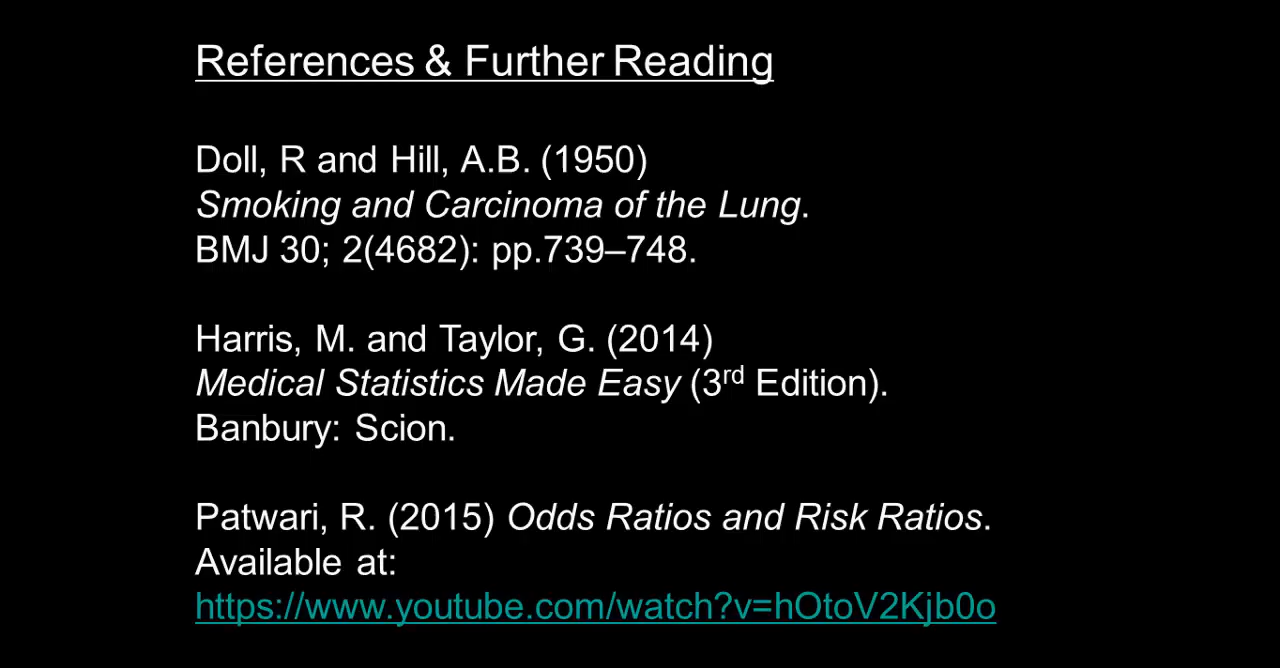 References & Further Reading
Doll, R and Hill, A.B. (1950)
Smoking and Carcinoma of the Lung.
BMJ 30; 2(4682): pp.739–748.
Harris, M. and Taylor, G. (2014)
Medical Statistics Made Easy (3rd Edition).
Banbury: Scion.
Patwari, R. (2015) Odds Ratios and Risk Ratios.
Available at:
https://www.youtube.com/watch?v=hOtoV2Kjb0o